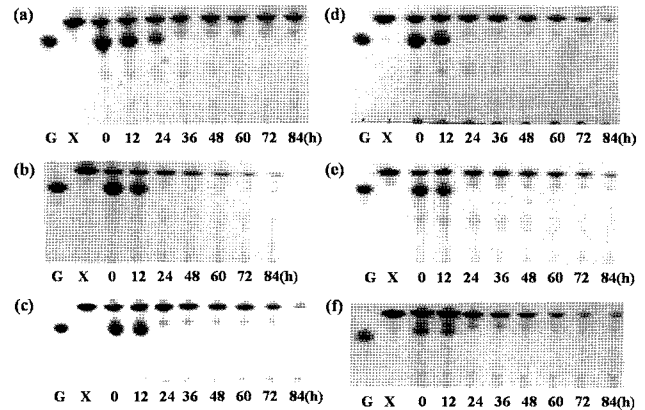 (a)
G X 0 12 24 36 48 60 72 84(h)
(b)
G X 0 12 24 48 60 72 84(h)
(c)
G X 0 12 24 36 48 60 72 84(h)
(d)
G X 0 12 24 36 48 60 72 84(h)
(e)
G X 0 12 24 36 48 60 72 84(h)
(f)
G X 0 12 24 36 48 60 72 84(h)